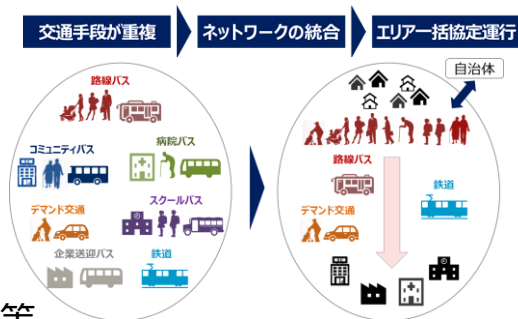 交通手段が重複
ネットワークの統合
エリア一括協定運行
自治体
路線バス
コミュニティバス
病院バス
デマンド交通
スクールバス
企業送迎バス
鉄道
路線バス
鉄道
デマンド交通
等